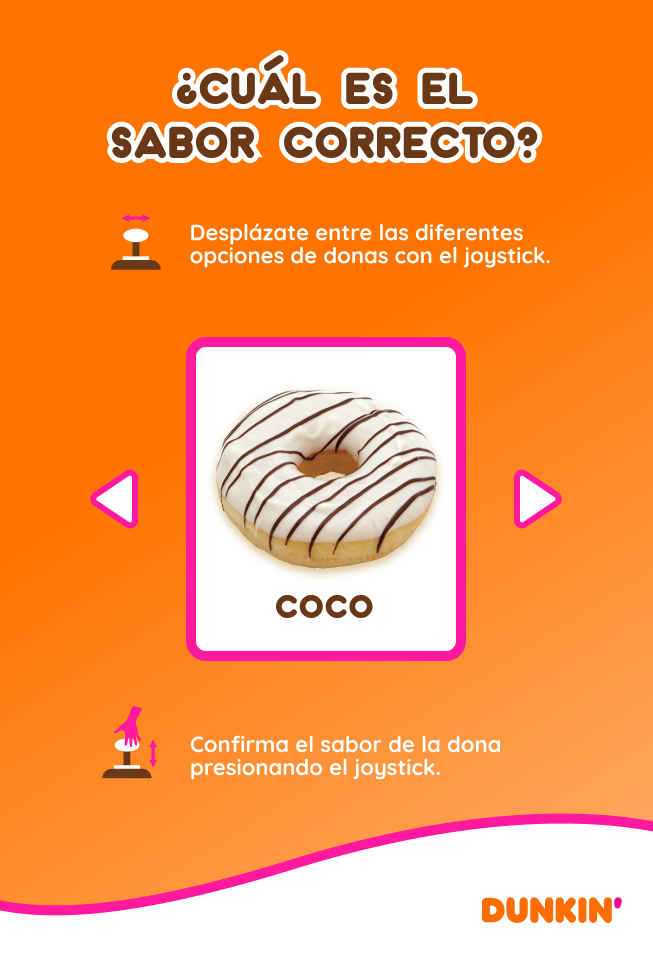 ¿CUÁL ES EL
SABOR CORRECTO?
Desplázate entre las diferentes
opciones de donas con el joystick.
COCO
Confirma el sabor de la dona
presionando el joystick.
DUNKIN'